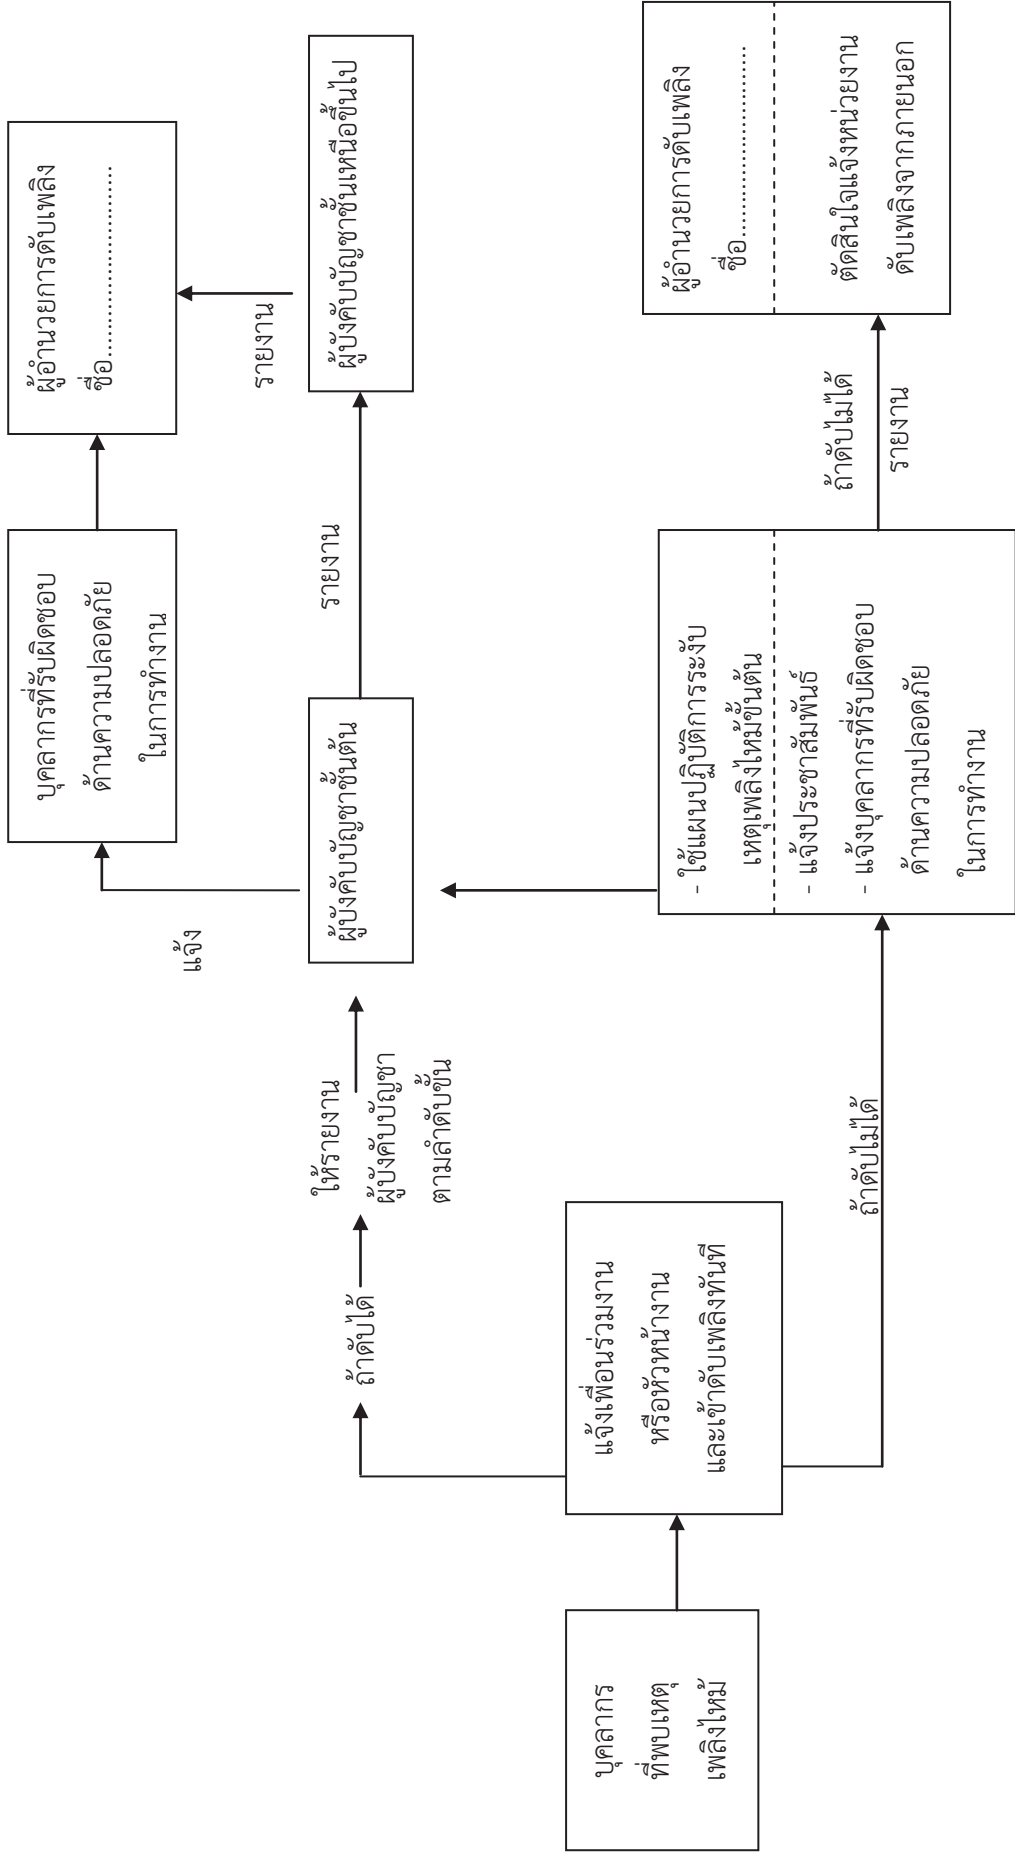 บุคลากร
ที่พบเหตุ
เพลิงไหม้
แจ้งเพื่อนร่วมงาน
หรือหัวหน้างาน
และเข้าดับเพลิงทันที
ถ้าดับได้
ให้รายงาน
ผู้บังคับบัญชา
ตามลำดับขั้น
ผู้บังคับบัญชาชั้นต้น
แจ้ง
บุคลากรที่รับผิดชอบ
ด้านความปลอดภัย
ในการทำงาน
ผู้อำนวยการดับเพลิง
ชื่อ........................................
รายงาน
ผู้บังคับบัญชาชั้นเหนือขึ้นไป
รายงาน
ถ้าดับไม่ได้
- ใช้แผนปฏิบัติการระงับ
เหตุเพลิงไหม้ขั้นต้น
- แจ้งประชาสัมพันธ์
- แจ้งบุคลากรที่รับผิดชอบ
ด้านความปลอดภัย
ในการทำงาน
ถ้าดับไม่ได้
รายงาน
ผู้อำนวยการดับเพลิง
ชื่อ........................................
ตัดสินใจแจ้งหน่วยงาน
ดับเพลิงจากภายนอก